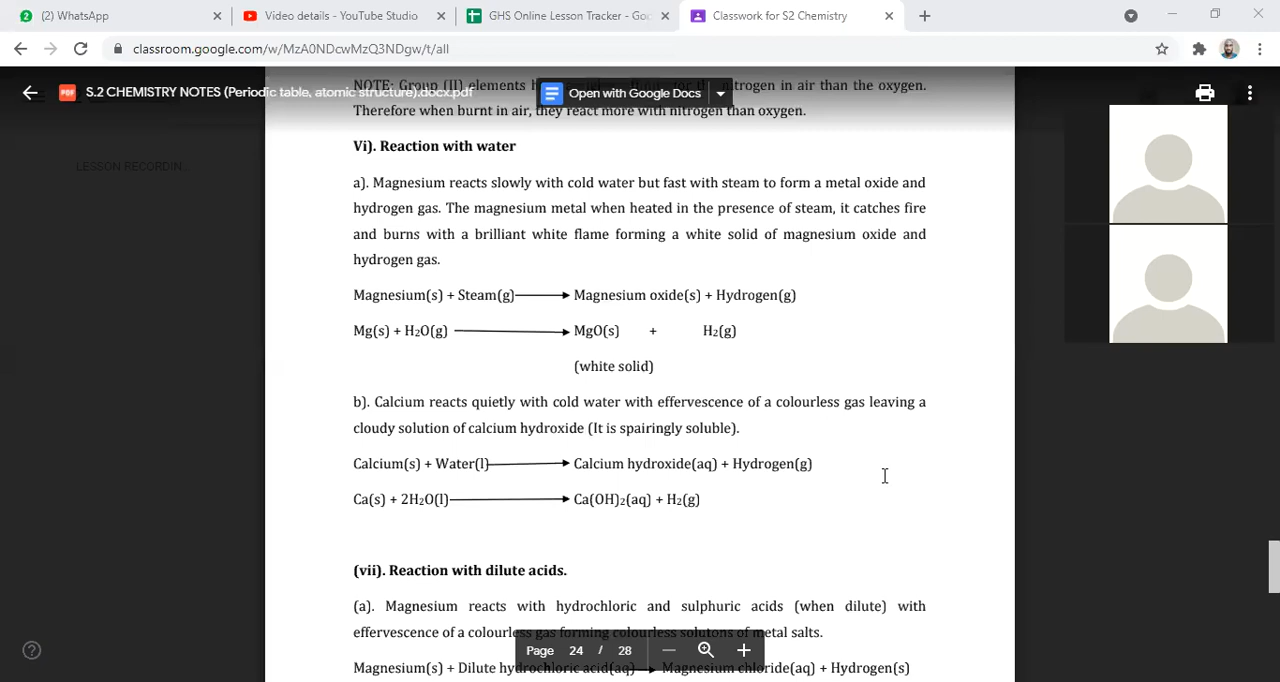 (2) WhatsApp
Video details - YouTube Studio
GHS Online Lesson Tracker - Goo
Classwork for S2 Chemistry
classroom.google.com/w/MzA0NDcwMzQ3NDgw/t/all
S.2 CHEMISTRY NOTES (Periodic table, atomic structure).docx.pdf
Open with Google Docs
LESSON RECORDIN...
NOTE: Group (II) elements nitrogen in air than the oxygen.
Therefore when burnt in air, they react more with nitrogen than oxygen.
Vi). Reaction with water
a). Magnesium reacts slowly with cold water but fast with steam to form a metal oxide and
hydrogen gas. The magnesium metal when heated in the presence of steam, it catches fire
and burns with a brilliant white flame forming a white solid of magnesium oxide and
hydrogen gas.
Magnesium(s) + Steam(g) → Magnesium oxide(s) + Hydrogen(g)
Mg(s) + H₂O(g) → MgO(s) + H₂(g)
(white solid)
b). Calcium reacts quietly with cold water with effervescence of a colourless gas leaving a
cloudy solution of calcium hydroxide (It is spairingly soluble).
Calcium(s) + Water(l) → Calcium hydroxide(aq) + Hydrogen(g)
Ca(s) + 2H₂O(l) → Ca(OH)₂(aq) + H₂(g)
(vii). Reaction with dilute acids.
(a). Magnesium reacts with hydrochloric and sulphuric acids (when dilute) with
effervescence of a colourless gas forming colourless solutons of metal salts.
Page 24 / 28
Magnesium(s) + Dilute hydrochloric acid(aq) → Magnesium chloride(aq) + Hydrogen(s)